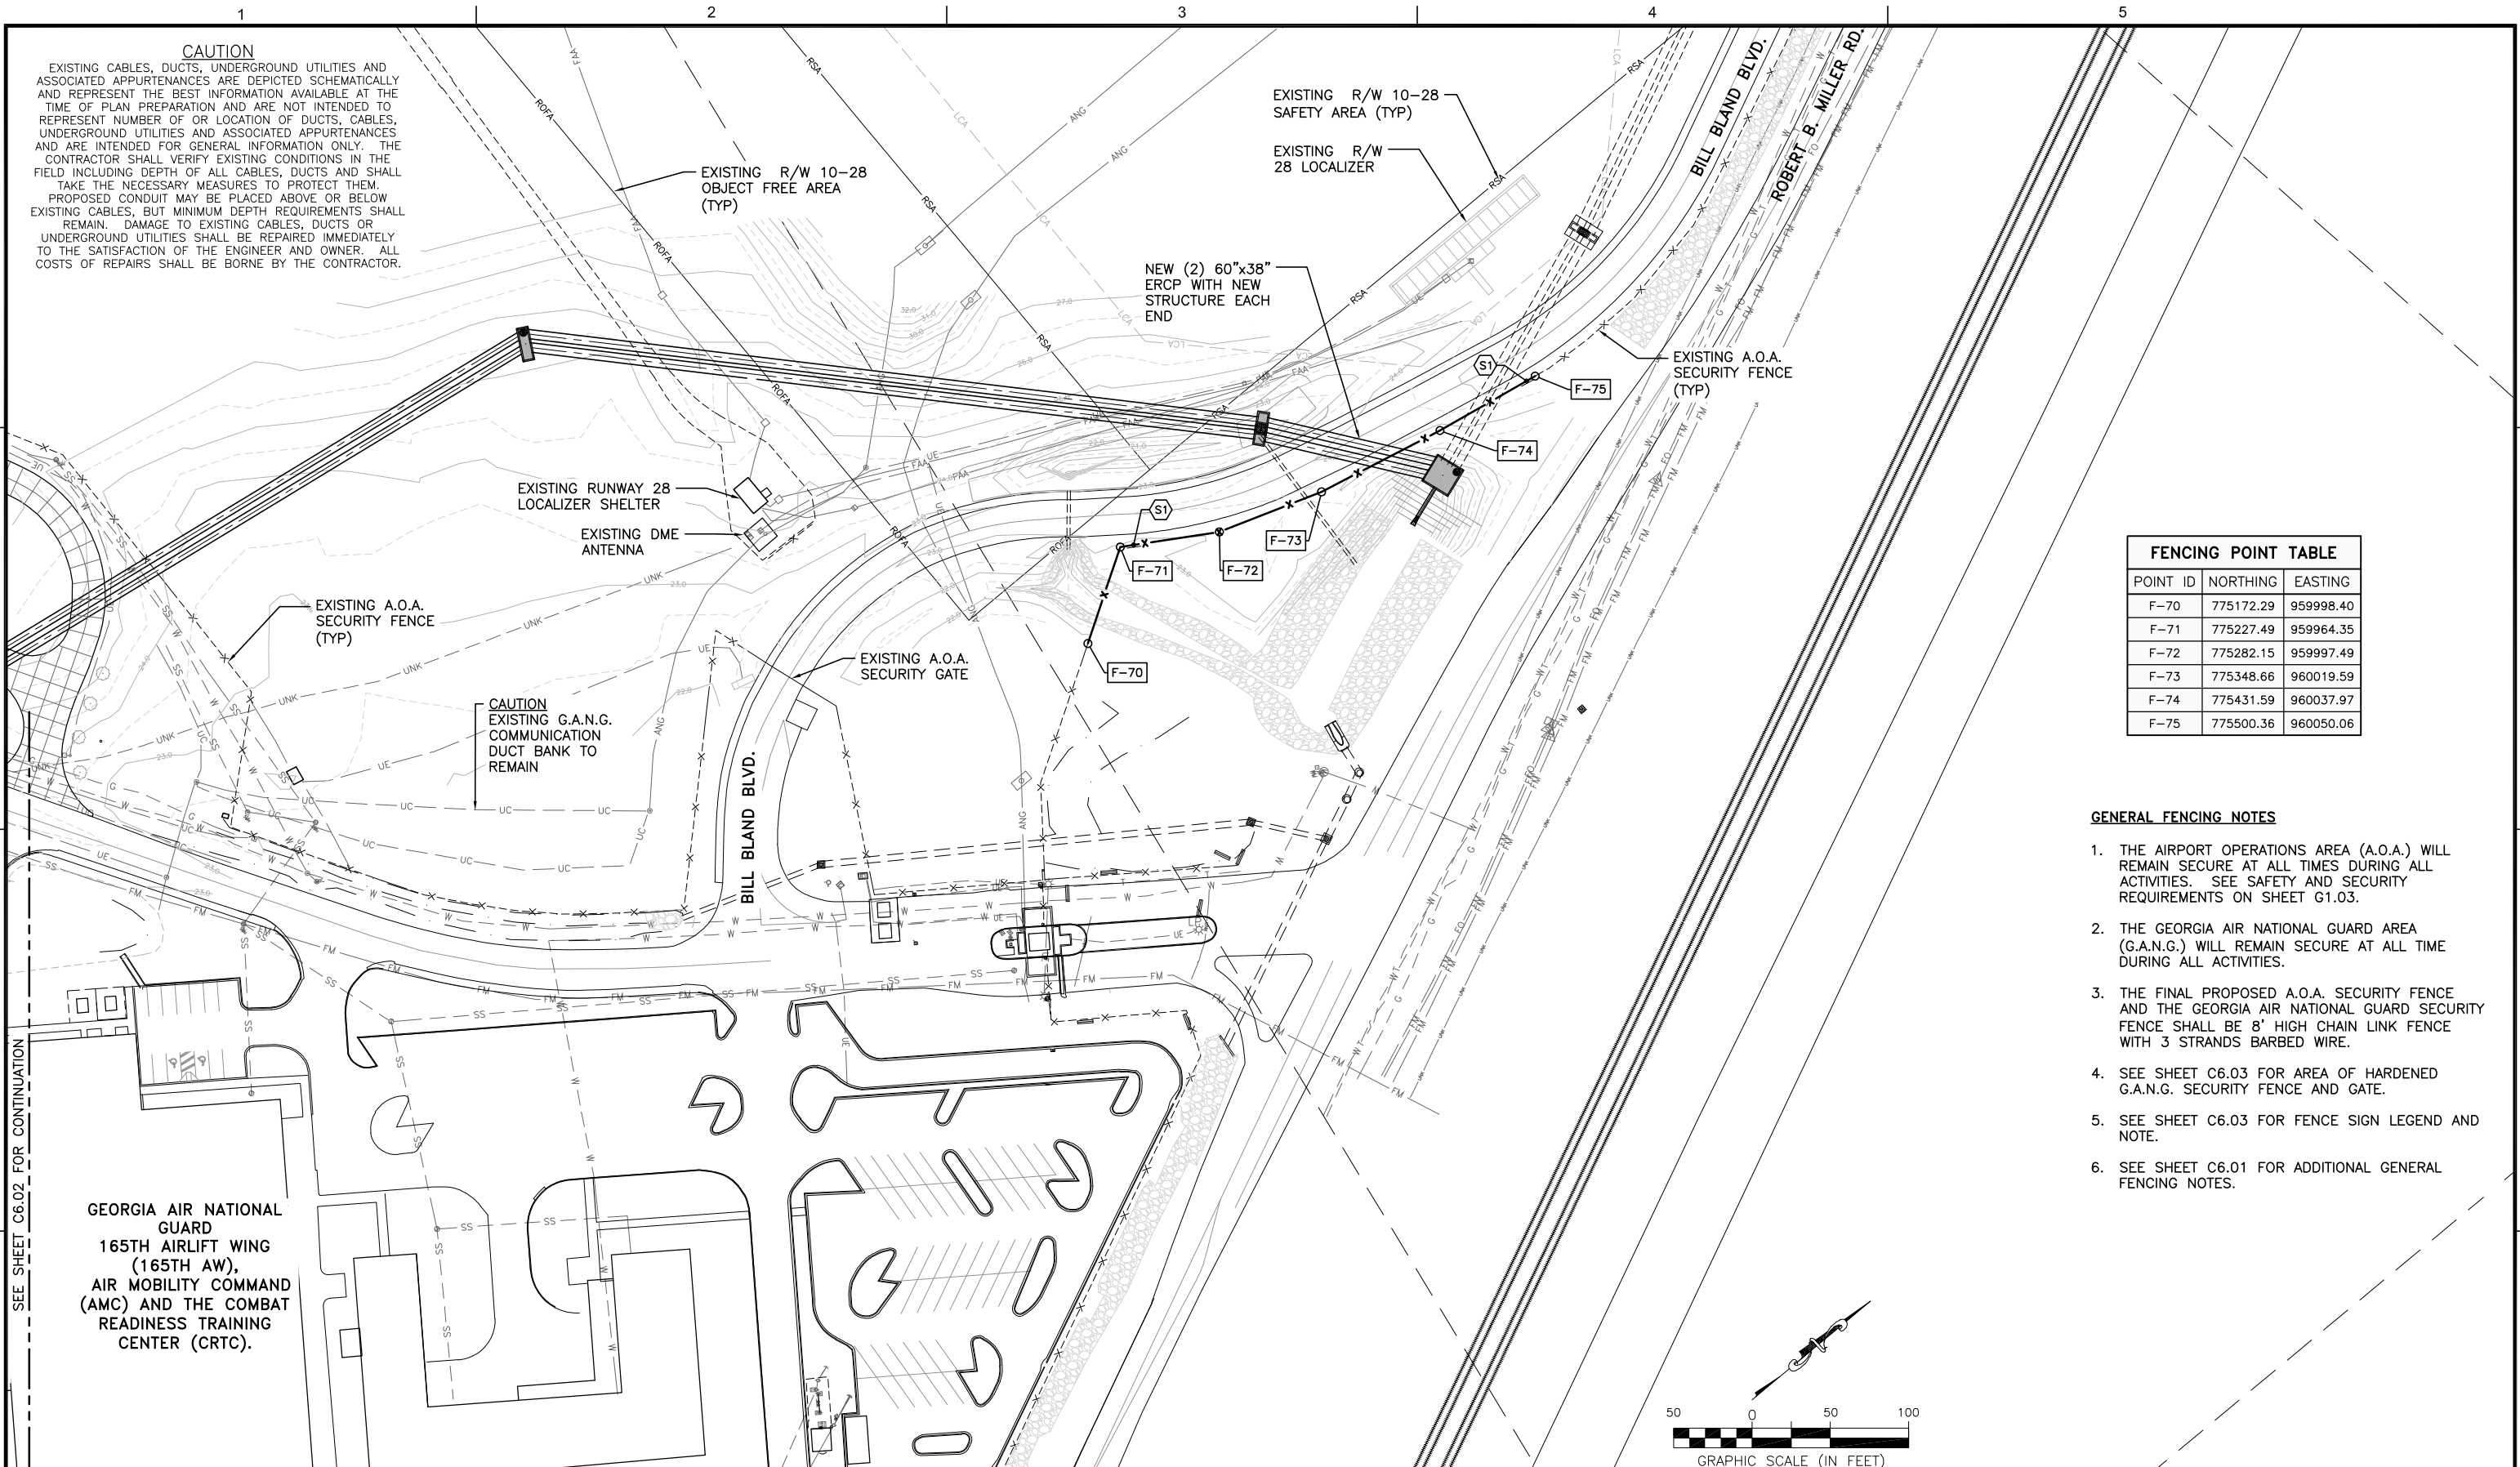 1
2
3
4
5
CAUTION
EXISTING CABLES, DUCTS, UNDERGROUND UTILITIES AND
ASSOCIATED APPURTENANCES ARE DEPICTED SCHEMATICALLY
AND REPRESENT THE BEST INFORMATION AVAILABLE AT THE
TIME OF PLAN PREPARATION AND ARE NOT INTENDED TO
REPRESENT NUMBER OF OR LOCATION OF DUCTS, CABLES,
UNDERGROUND UTILITIES AND ASSOCIATED APPURTENANCES
AND ARE INTENDED FOR GENERAL INFORMATION ONLY. THE
CONTRACTOR SHALL VERIFY EXISTING CONDITIONS IN THE
FIELD INCLUDING DEPTH OF ALL CABLES, DUCTS AND SHALL
TAKE THE NECESSARY MEASURES TO PROTECT THEM.
PROPOSED CONDUIT MAY BE PLACED ABOVE OR BELOW
EXISTING CABLES, BUT MINIMUM DEPTH REQUIREMENTS SHALL
REMAIN. DAMAGE TO EXISTING CABLES, DUCTS OR
UNDERGROUND UTILITIES SHALL BE REPAIRED IMMEDIATELY
TO THE SATISFACTION OF THE ENGINEER AND OWNER. ALL
COSTS OF REPAIRS SHALL BE BORNE BY THE CONTRACTOR.
EXISTING R/W 10-28
OBJECT FREE AREA
(TYP)
EXISTING R/W 10-28
SAFETY AREA (TYP)
EXISTING R/W
28 LOCALIZER
NEW (2) 60"x38"
ERCP WITH NEW
STRUCTURE EACH
END
BILL BLAND BLVD.
ROBERT B. MILLER RD.
EXISTING A.O.A.
SECURITY FENCE
(TYP)
S1
F-75
F-74
F-73
F-72
F-71
F-70
S1
EXISTING RUNWAY 28
LOCALIZER SHELTER
EXISTING DME
ANTENNA
EXISTING A.O.A.
SECURITY FENCE
(TYP)
EXISTING A.O.A.
SECURITY GATE
CAUTION
EXISTING G.A.N.G.
COMMUNICATION
DUCT BANK TO
REMAIN
BILL BLAND BLVD.
FENCING POINT TABLE
POINT ID NORTHING EASTING
F-70 775172.29 959998.40
F-71 775227.49 959964.35
F-72 775282.15 959997.49
F-73 775348.66 960019.59
F-74 775431.59 960037.97
F-75 775500.36 960050.06
GENERAL FENCING NOTES
1. THE AIRPORT OPERATIONS AREA (A.O.A.) WILL
REMAIN SECURE AT ALL TIMES DURING ALL
ACTIVITIES. SEE SAFETY AND SECURITY
REQUIREMENTS ON SHEET G1.03.
2. THE GEORGIA AIR NATIONAL GUARD AREA
(G.A.N.G.) WILL REMAIN SECURE AT ALL TIME
DURING ALL ACTIVITIES.
3. THE FINAL PROPOSED A.O.A. SECURITY FENCE
AND THE GEORGIA AIR NATIONAL GUARD SECURITY
FENCE SHALL BE 8' HIGH CHAIN LINK FENCE
WITH 3 STRANDS BARBED WIRE.
4. SEE SHEET C6.03 FOR AREA OF HARDENED
G.A.N.G. SECURITY FENCE AND GATE.
5. SEE SHEET C6.03 FOR FENCE SIGN LEGEND AND
NOTE.
6. SEE SHEET C6.01 FOR ADDITIONAL GENERAL
FENCING NOTES.
SEE SHEET C6.02 FOR CONTINUATION
GEORGIA AIR NATIONAL
GUARD
165TH AIRLIFT WING
(165TH AW),
AIR MOBILITY COMMAND
(AMC) AND THE COMBAT
READINESS TRAINING
CENTER (CRTC).
50 0 50 100
GRAPHIC SCALE (IN FEET)